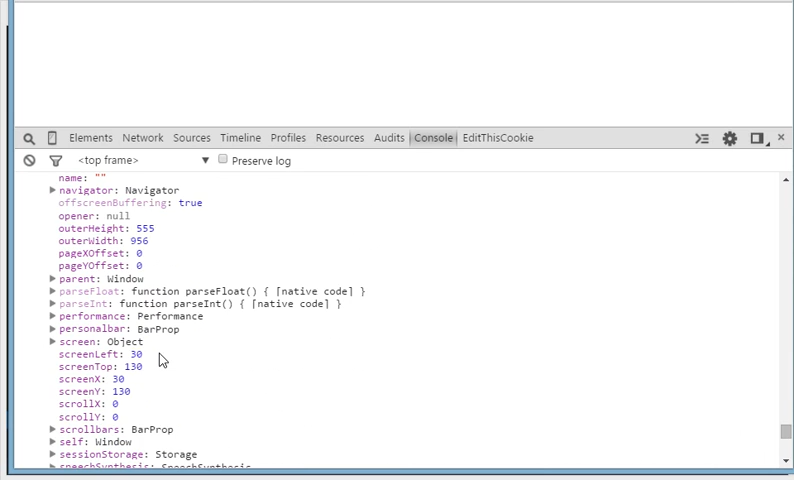 Elements Network Sources Timeline Profiles Resources Audits Console EditThisCookie
<top frame> ▼ Preserve log
name: ""
navigator: Navigator
offscreenBuffering: true
opener: null
outerHeight: 555
outerWidth: 956
pageXOffset: 0
pageYOffset: 0
parent: Window
parseFloat: function parseFloat() { [native code] }
parseInt: function parseInt() { [native code] }
performance: Performance
personalbar: BarProp
screen: Object
screenLeft: 30
screenTop: 130
screenX: 30
screenY: 130
scrollX: 0
scrollY: 0
scrollbars: BarProp
self: Window
sessionStorage: Storage
speechSynthesis: SpeechSynthesis